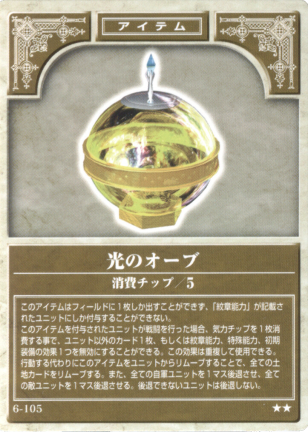 アイテム
光のオーブ
消費チップ／5
このアイテムはフィールドに1枚しか出すことができず、「紋章能力」が記載さ
れたユニットにしか付与することができない。
このアイテムを付与されたユニットが戦闘を行った場合、気力チップを1枚消
費する事で、ユニット以外のカード1枚、もしくは紋章能力、特殊能力、初期
装備の効果1つを無効にすることができる。この効果は重複して使用できる。
行動する代わりにこのアイテムをユニットからリムーブすることで、全ての土
地カードをリムーブする。また、全ての自軍ユニットを1マス後退させ、全て
の敵ユニットを1マス後退させる。後退できないユニットは後退しない。
6-105
★★